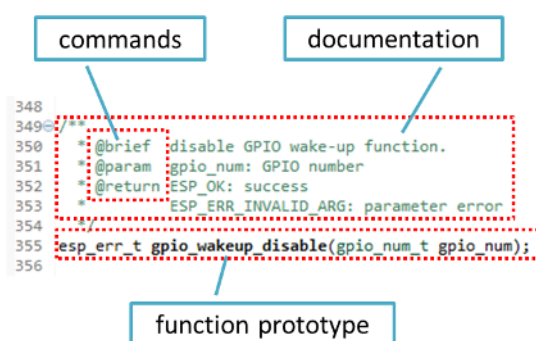 commands
documentation
348
349 /**
350 * @brief disable GPIO wake-up function.
351 * @param gpio_num: GPIO number
352 * @return ESP_OK: success
353 * ESP_ERR_INVALID_ARG: parameter error
354 */
355 esp_err_t gpio_wakeup_disable(gpio_num_t gpio_num);
356
function prototype